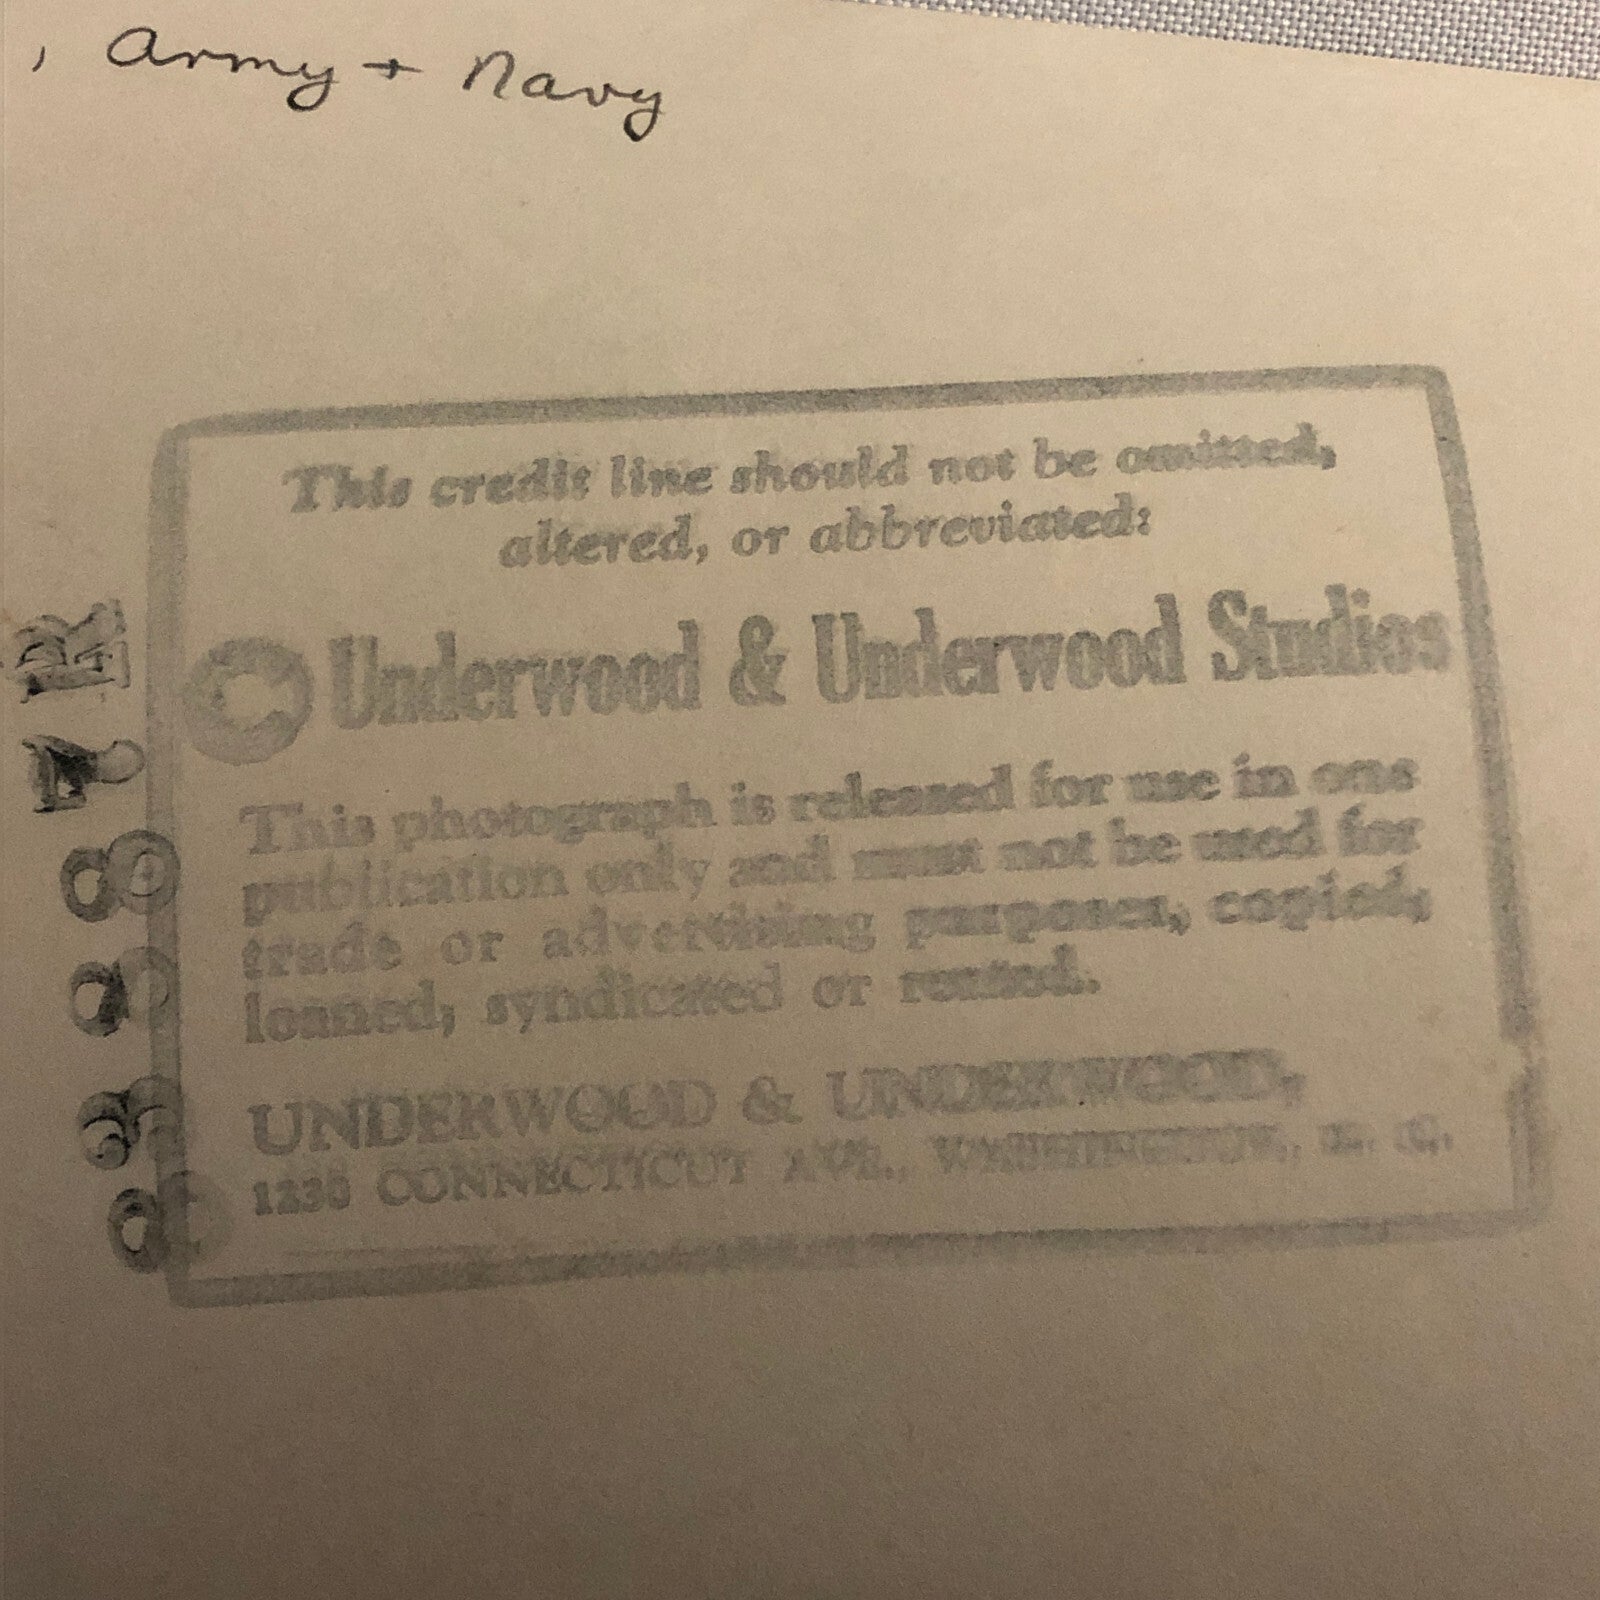 , Army + Navy
This credit line should not be omitted,
altered, or abbreviated:
© Underwood & Underwood Studios
This photograph is released for use in one
publication only and must not be used for
trade or advertising purposes, copied,
loaned, syndicated or rented.
UNDERWOOD & UNDERWOOD,
1230 CONNECTICUT AVE., WASHINGTON, D. C.